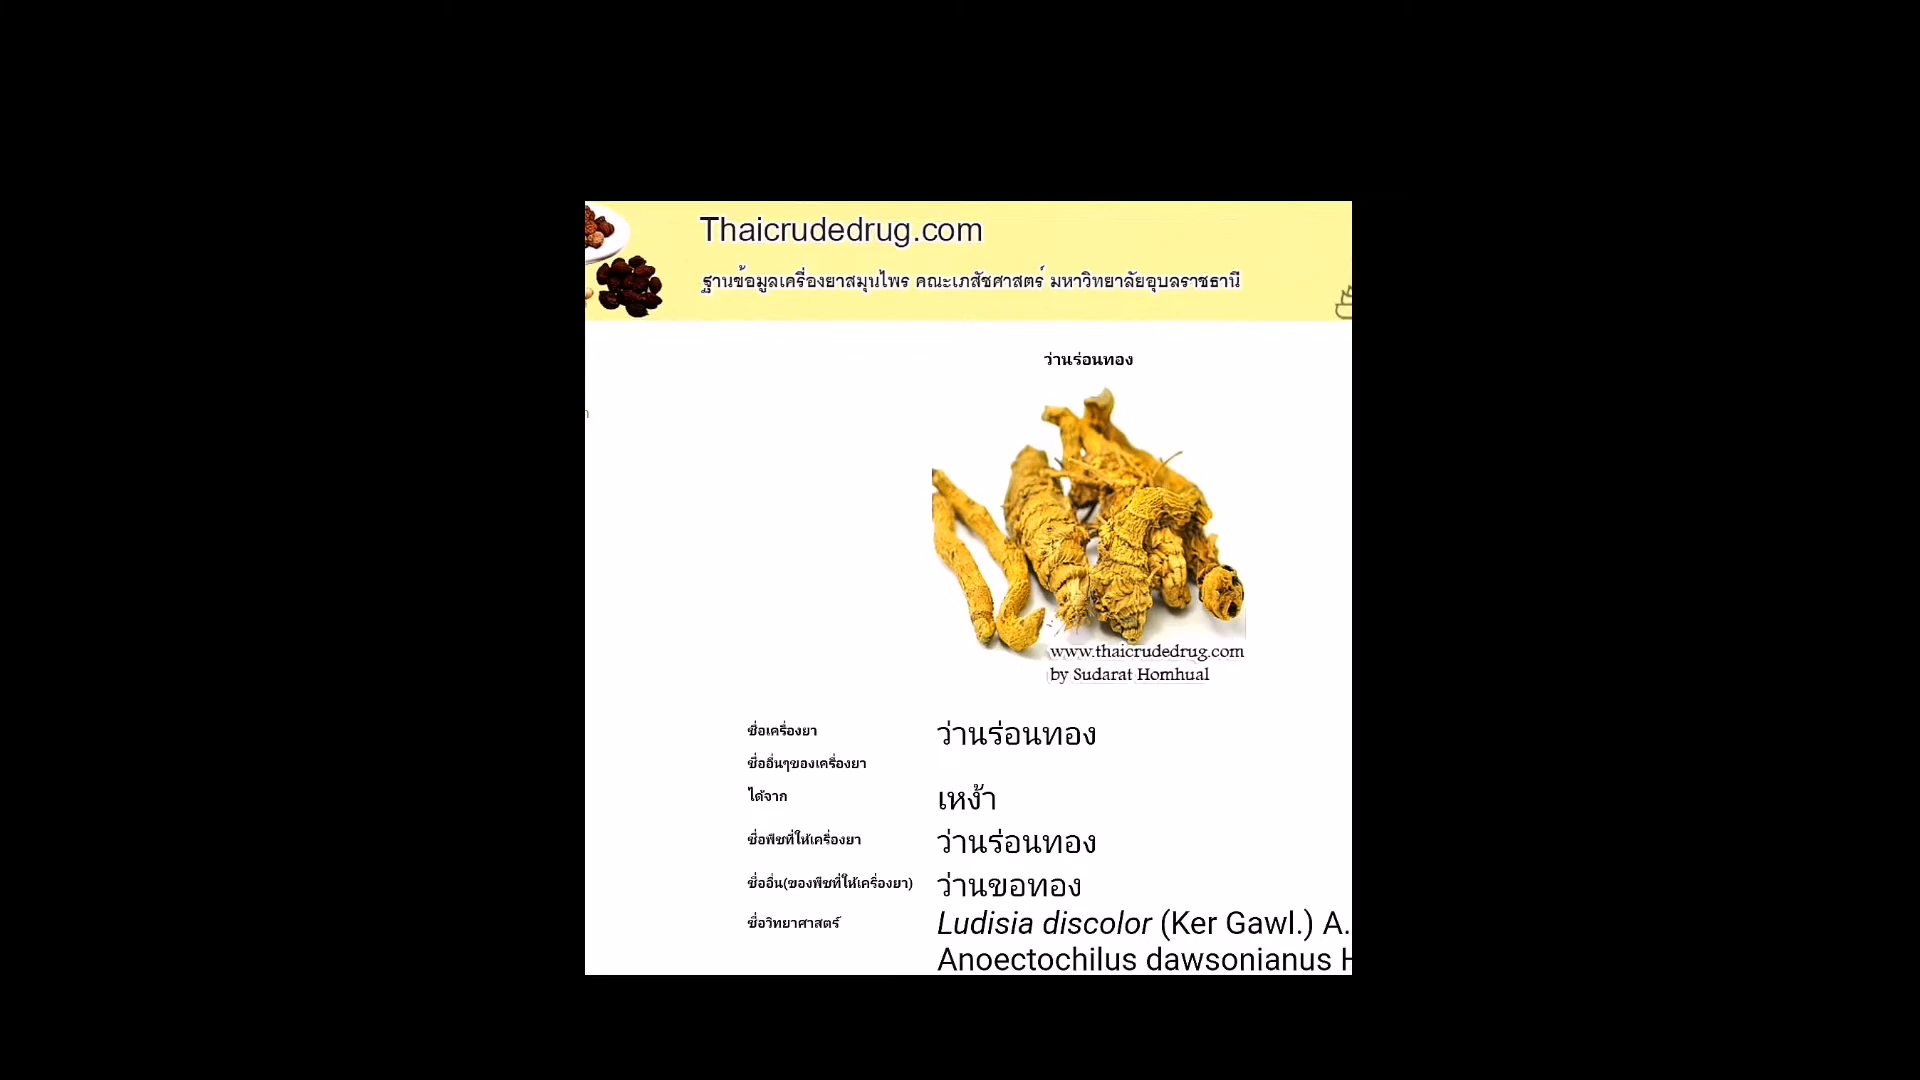 Thaicrudedrug.com
ฐานข้อมูลเครื่องยาสมุนไพร คณะเภสัชศาสตร์ มหาวิทยาลัยอุบลราชธานี
ว่านร่อนทอง
www.thaicrudedrug.com
by Sudarat Homhual
ชื่อเครื่องยา ว่านร่อนทอง
ชื่ออื่นๆของเครื่องยา
ได้จาก เหง้า
ชื่อพืชที่ให้เครื่องยา ว่านร่อนทอง
ชื่ออื่น(ของพืชที่ให้เครื่องยา) ว่านขอทอง
ชื่อวิทยาศาสตร์ Ludisia discolor (Ker Gawl.) A.
Anoectochilus dawsonianus H